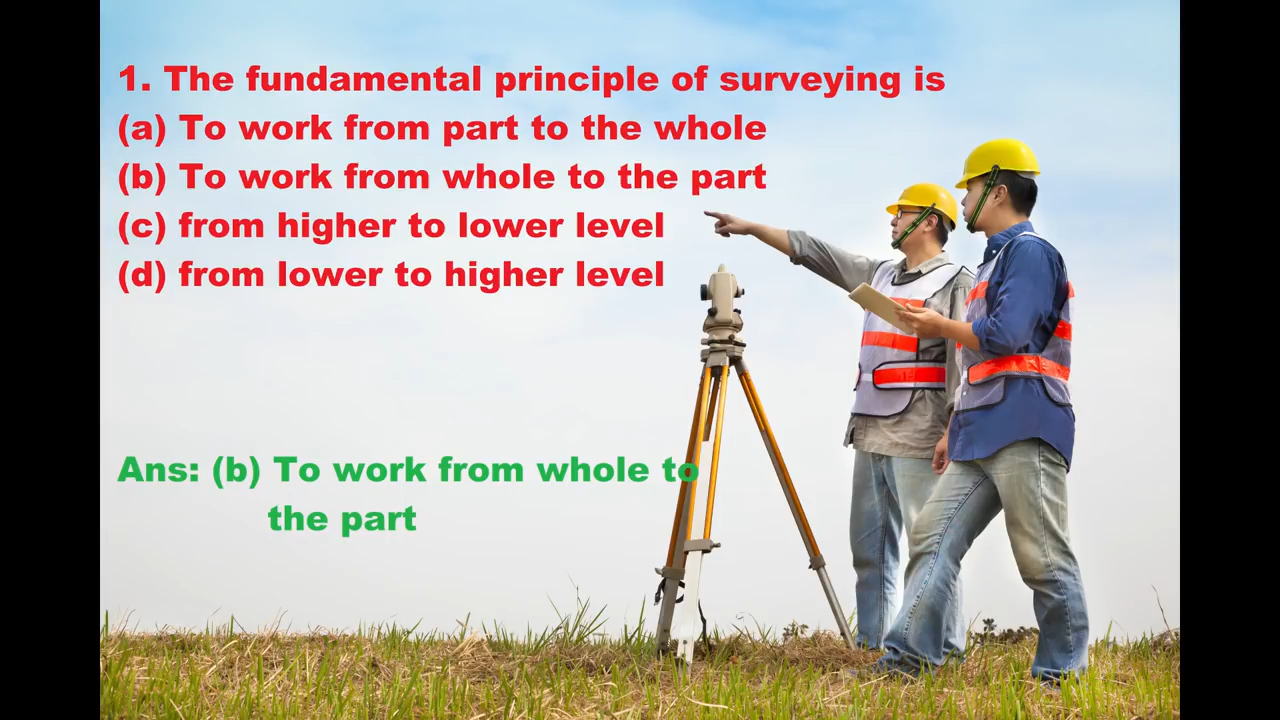 1. The fundamental principle of surveying is
(a) To work from part to the whole
(b) To work from whole to the part
(c) from higher to lower level
(d) from lower to higher level
Ans: (b) To work from whole to
the part